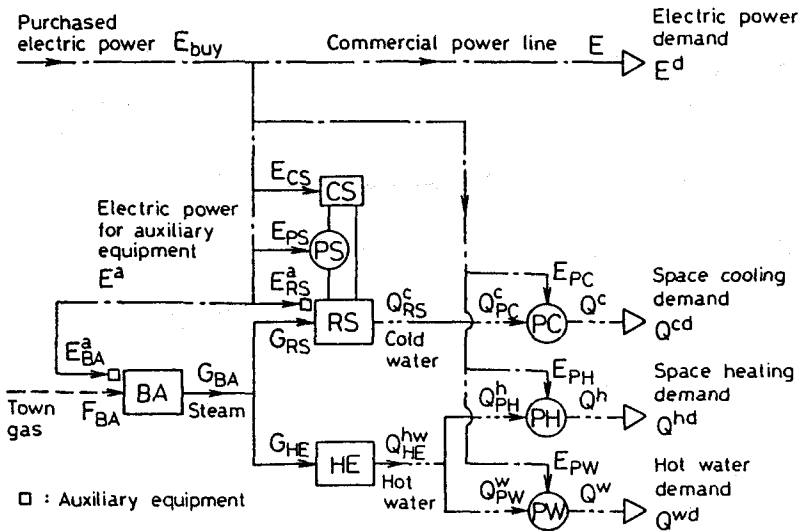 Purchased
electric power E_buy
Commercial power line E
Electric power
demand
E^d
E_CS
CS
Electric power
for auxiliary
equipment
E^a
E_PS
PS
E^a_RS
RS
G_RS
Q^c_RS
Cold
water
Q^c_PC
E_PC
PC
Q^c
Space cooling
demand
Q^cd
E^a_BA
BA
G_BA
Steam
Town
gas
F_BA
Q^h_PH
E_PH
PH
Q^h
Space heating
demand
Q^hd
G_HE
HE
Q^hw_HE
Hot
water
Q^w_PW
E_PW
PW
Q^w
Hot water
demand
Q^wd
□ : Auxiliary equipment